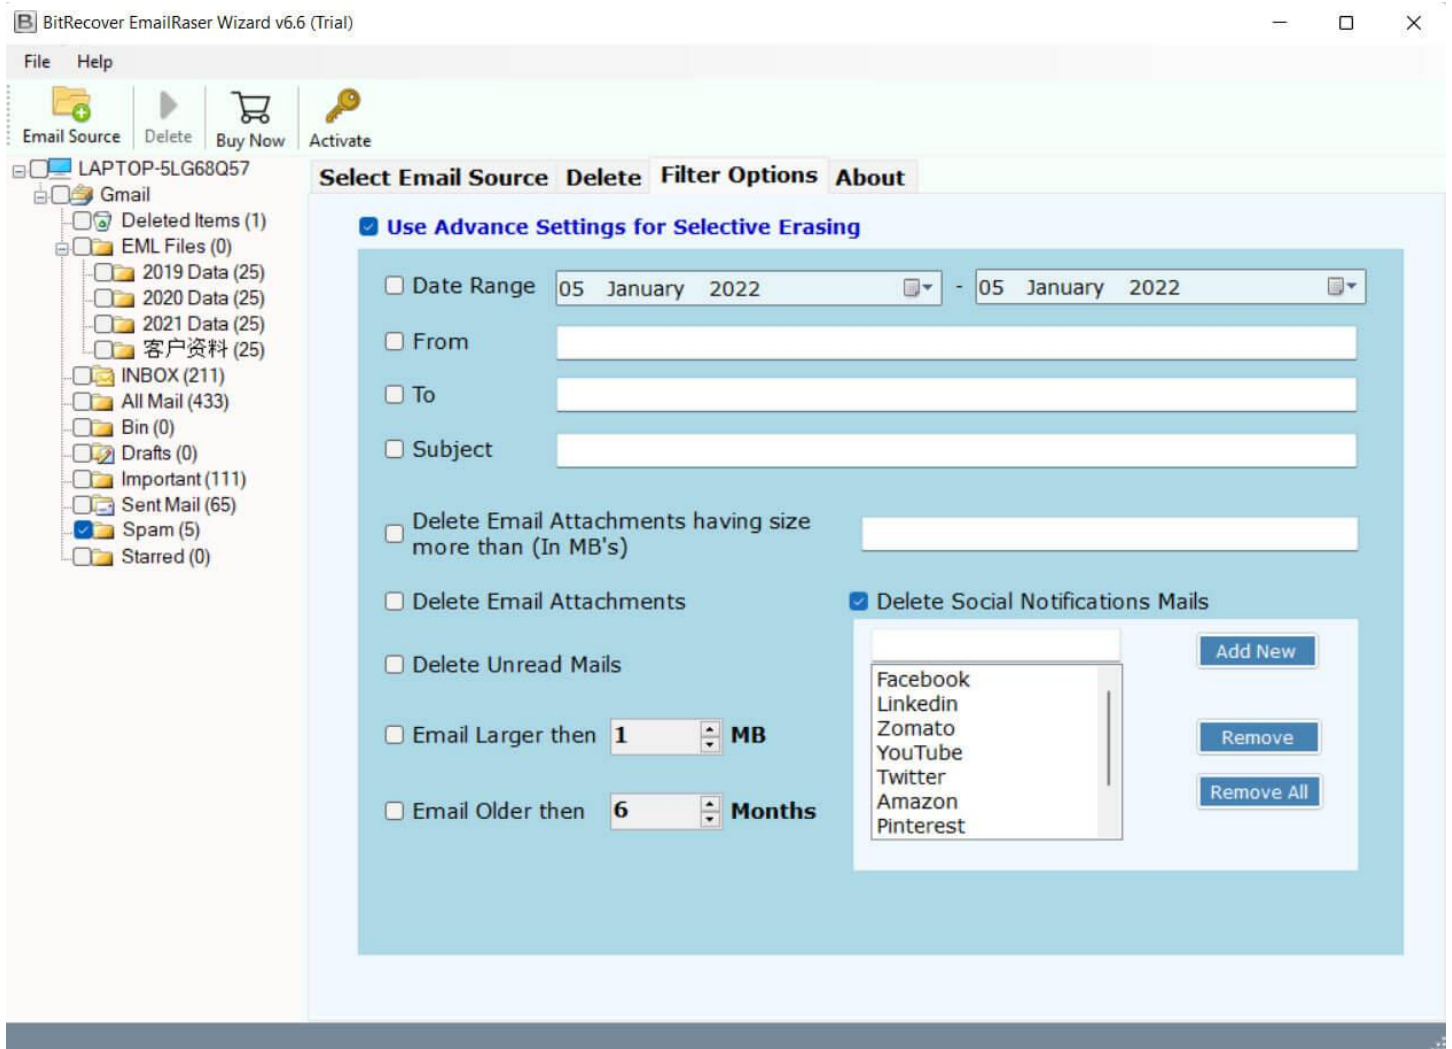 BitRecover EmailRaser Wizard v6.6 (Trial)
File Help
Email Source Delete Buy Now Activate
LAPTOP-5LG68Q57
Gmail
Deleted Items (1)
EML Files (0)
2019 Data (25)
2020 Data (25)
2021 Data (25)
客户资料 (25)
INBOX (211)
All Mail (433)
Bin (0)
Drafts (0)
Important (111)
Sent Mail (65)
Spam (5)
Starred (0)
Select Email Source Delete Filter Options About
Use Advance Settings for Selective Erasing
Date Range 05 January 2022 - 05 January 2022
From
To
Subject
Delete Email Attachments having size
more than (In MB's)
Delete Email Attachments
Delete Unread Mails
Email Larger then 1 MB
Email Older then 6 Months
Delete Social Notifications Mails
Facebook
Linkedin
Zomato
YouTube
Twitter
Amazon
Pinterest
Add New
Remove
Remove All